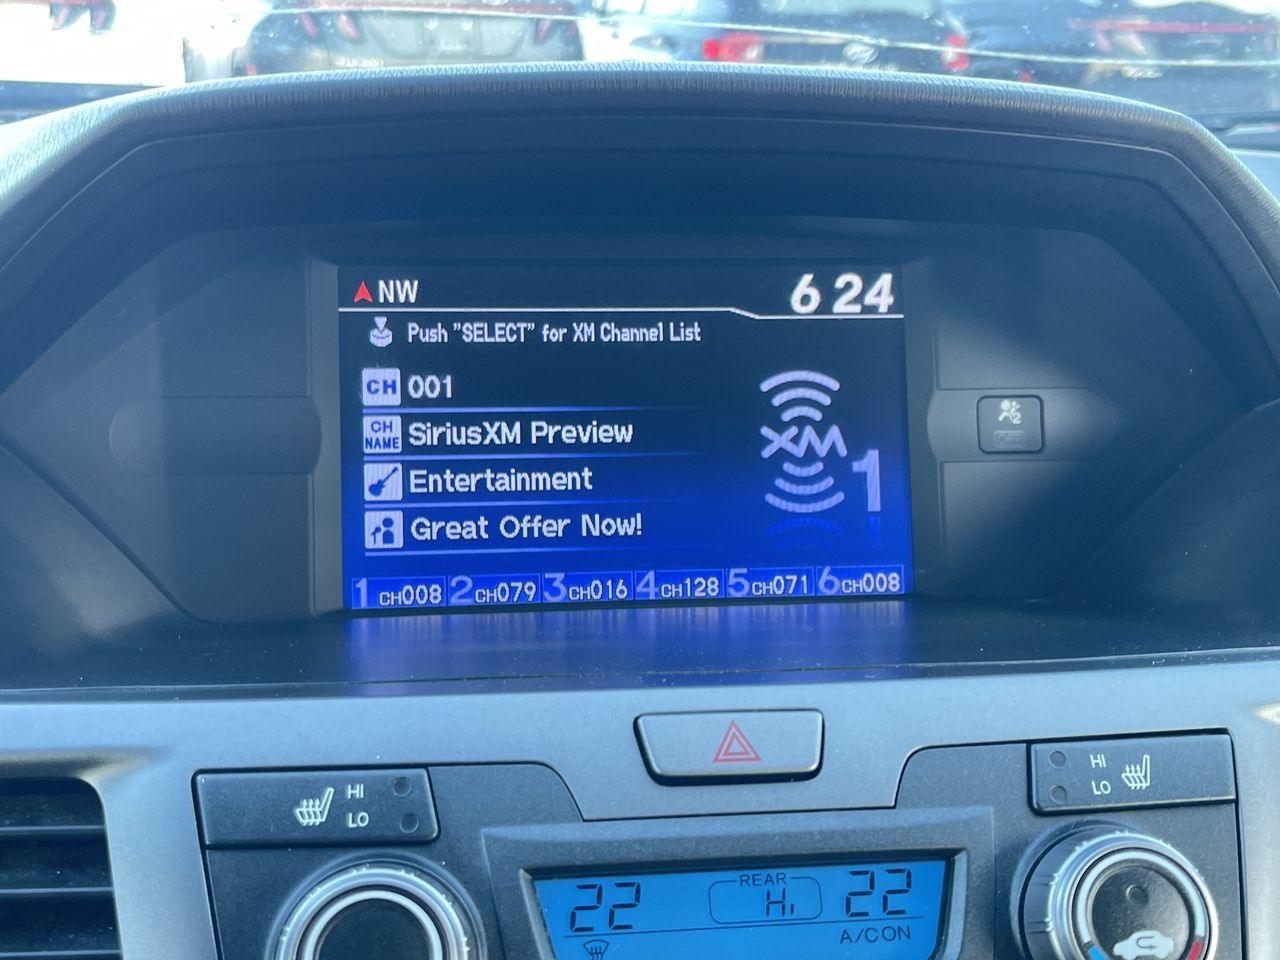 NW
6 24
Push "SELECT" for XM Channel List
CH 001
CH NAME SiriusXM Preview
Entertainment
Great Offer Now!
XM 1
1 CH008 2 CH079 3 CH016 4 CH128 5 CH071 6 CH008
2
HI
LO
HI
LO
REAR
22 Hi 22
A/CON